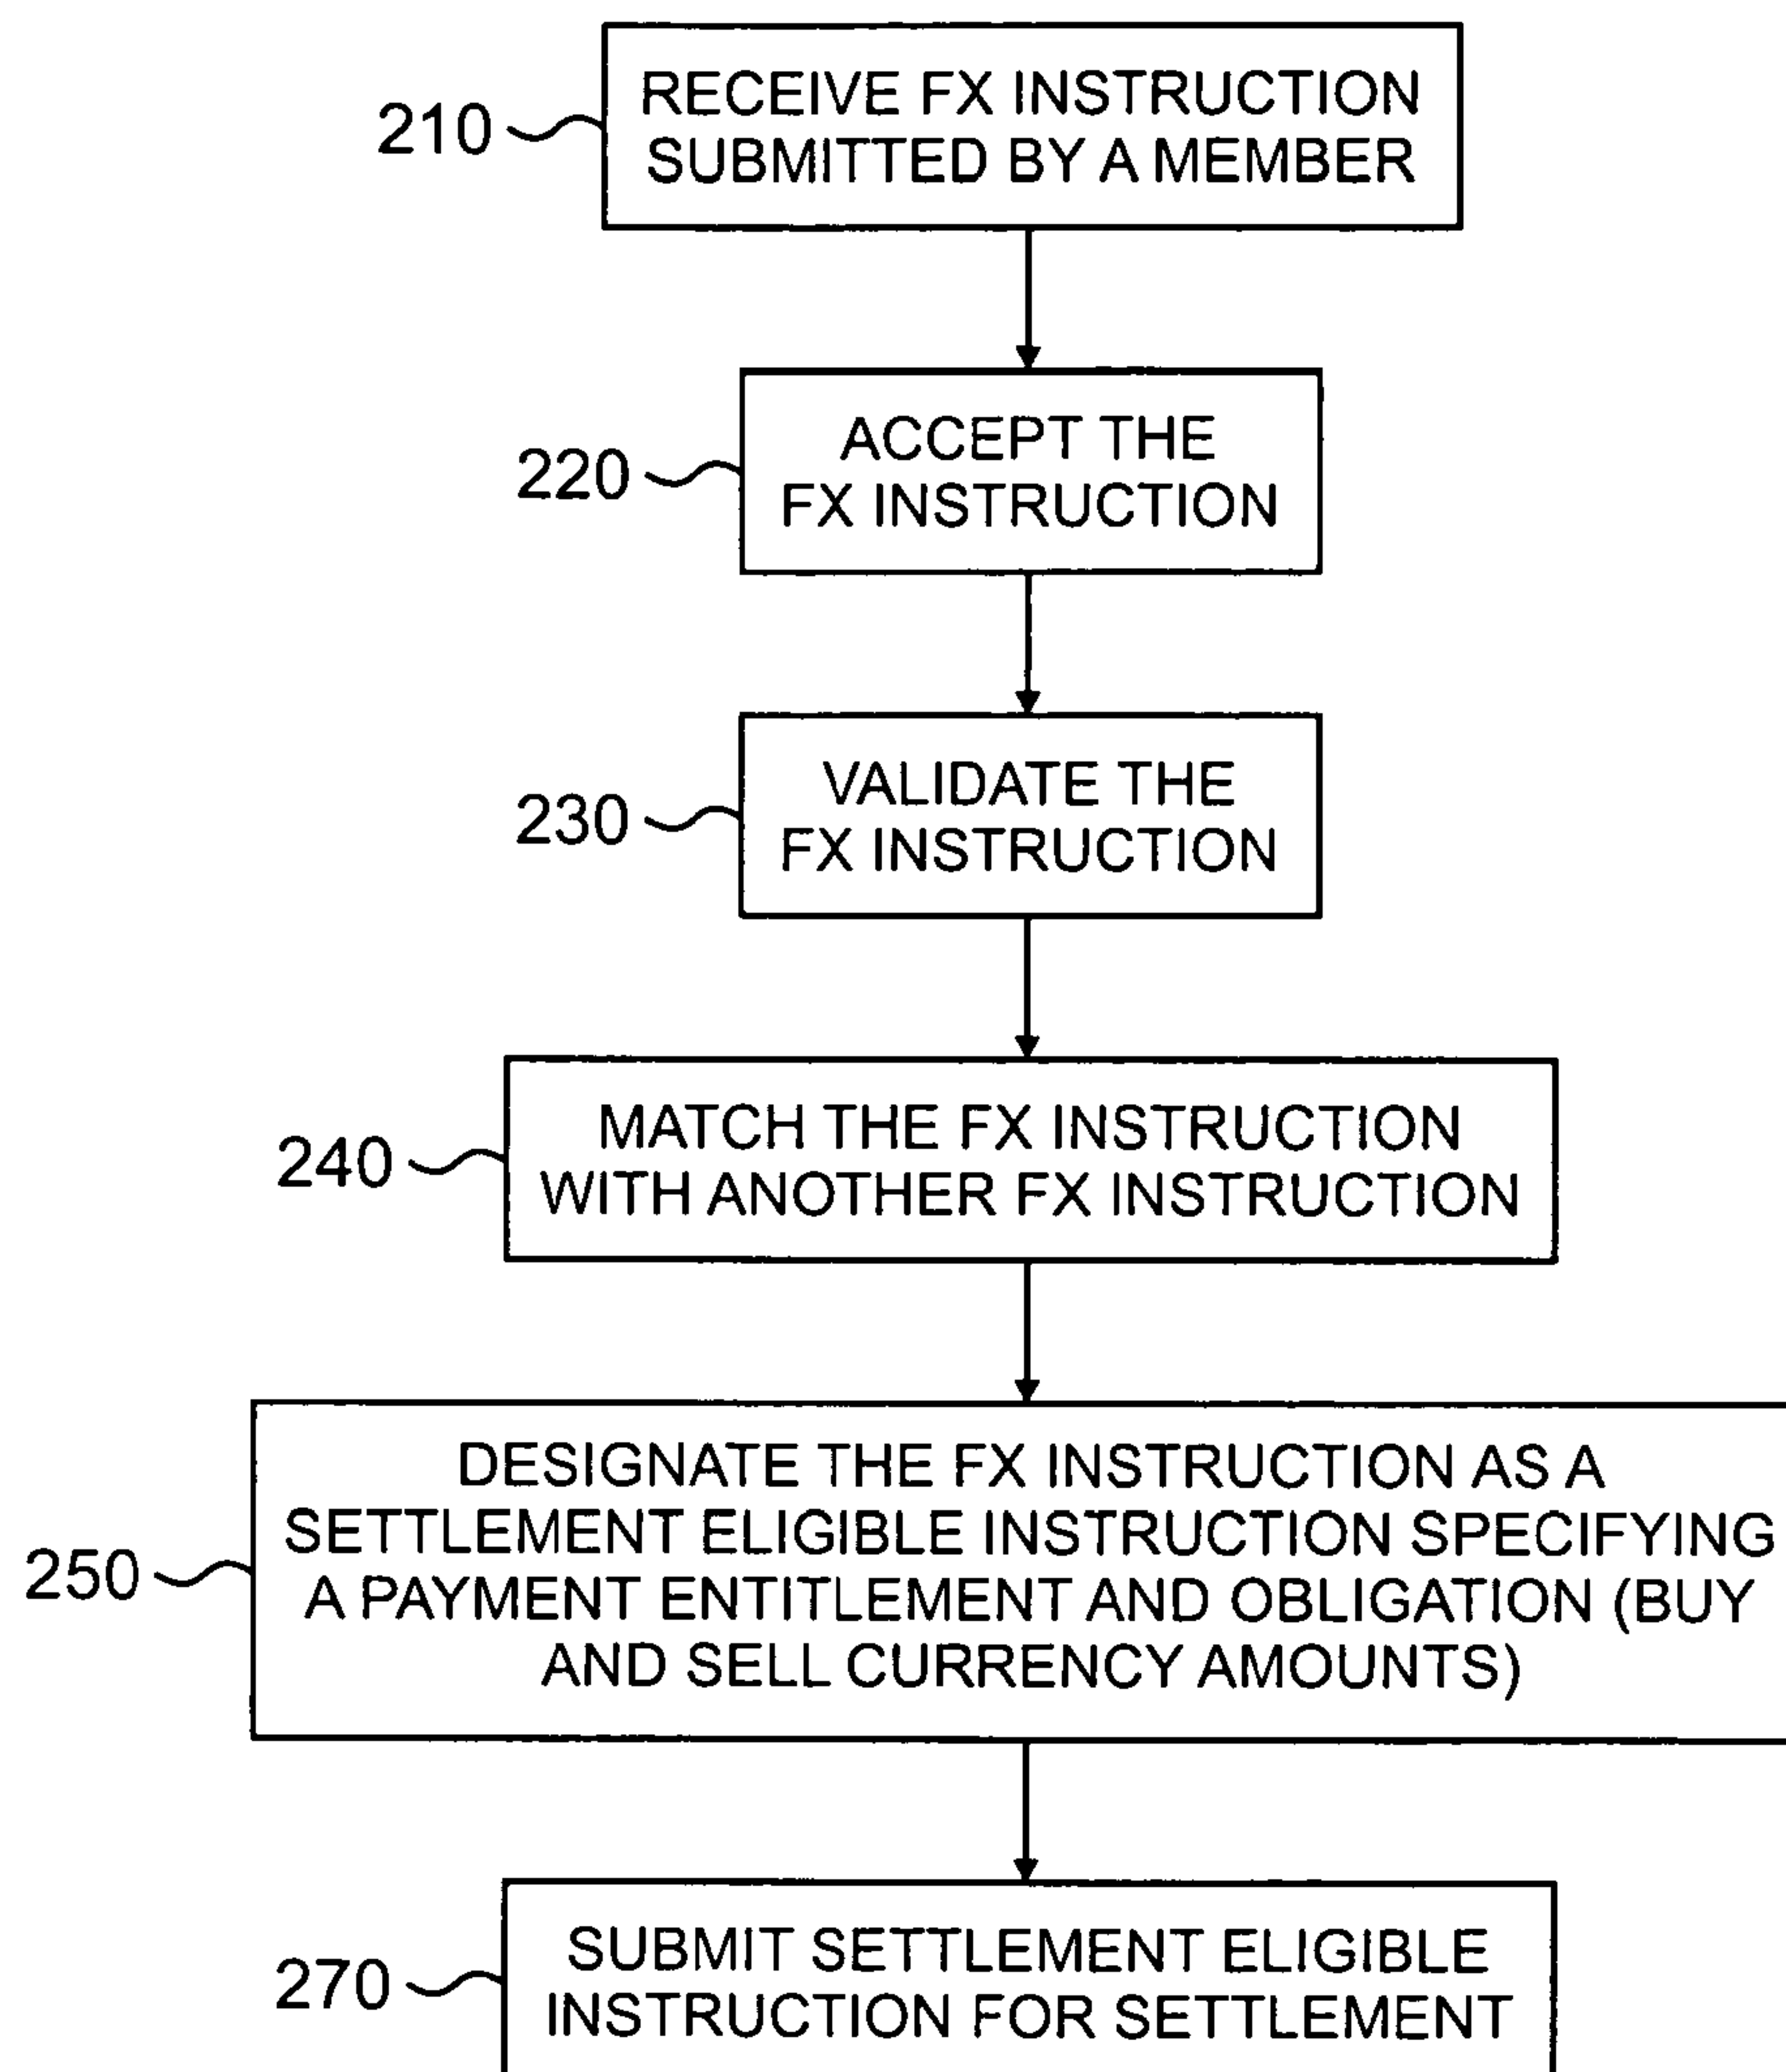 210
RECEIVE FX INSTRUCTION
SUBMITTED BY A MEMBER
220
ACCEPT THE
FX INSTRUCTION
230
VALIDATE THE
FX INSTRUCTION
240
MATCH THE FX INSTRUCTION
WITH ANOTHER FX INSTRUCTION
250
DESIGNATE THE FX INSTRUCTION AS A
SETTLEMENT ELIGIBLE INSTRUCTION SPECIFYING
A PAYMENT ENTITLEMENT AND OBLIGATION (BUY
AND SELL CURRENCY AMOUNTS)
270
SUBMIT SETTLEMENT ELIGIBLE
INSTRUCTION FOR SETTLEMENT